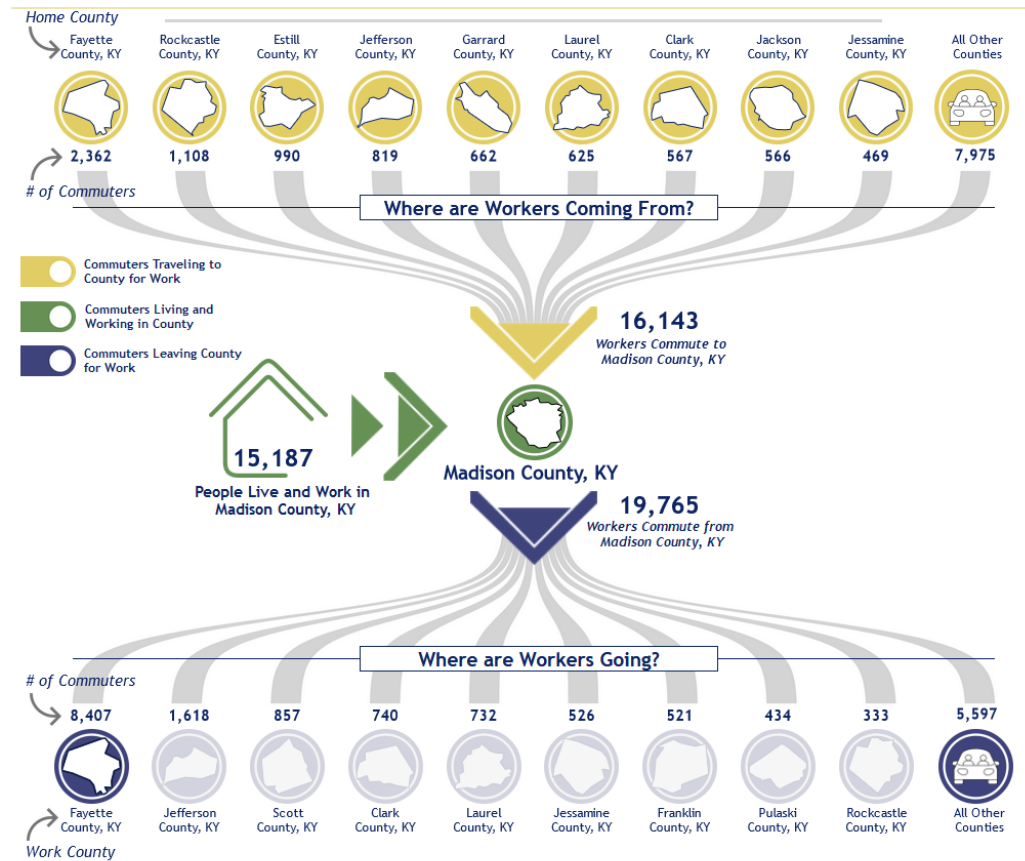 Home County
Fayette
County, KY
Rockcastle
County, KY
Estill
County, KY
Jefferson
County, KY
Garrard
County, KY
Laurel
County, KY
Clark
County, KY
Jackson
County, KY
Jessamine
County, KY
All Other
Counties
2,362
1,108
990
819
662
625
567
566
469
7,975
# of Commuters
Where are Workers Coming From?
Commuters Traveling to
County for Work
Commuters Living and
Working in County
Commuters Leaving County
for Work
16,143
Workers Commute to
Madison County, KY
15,187
People Live and Work in
Madison County, KY
Madison County, KY
19,765
Workers Commute from
Madison County, KY
Where are Workers Going?
# of Commuters
8,407
1,618
857
740
732
526
521
434
333
5,597
Fayette
County, KY
Jefferson
County, KY
Scott
County, KY
Clark
County, KY
Laurel
County, KY
Jessamine
County, KY
Franklin
County, KY
Pulaski
County, KY
Rockcastle
County, KY
All Other
Counties
Work County